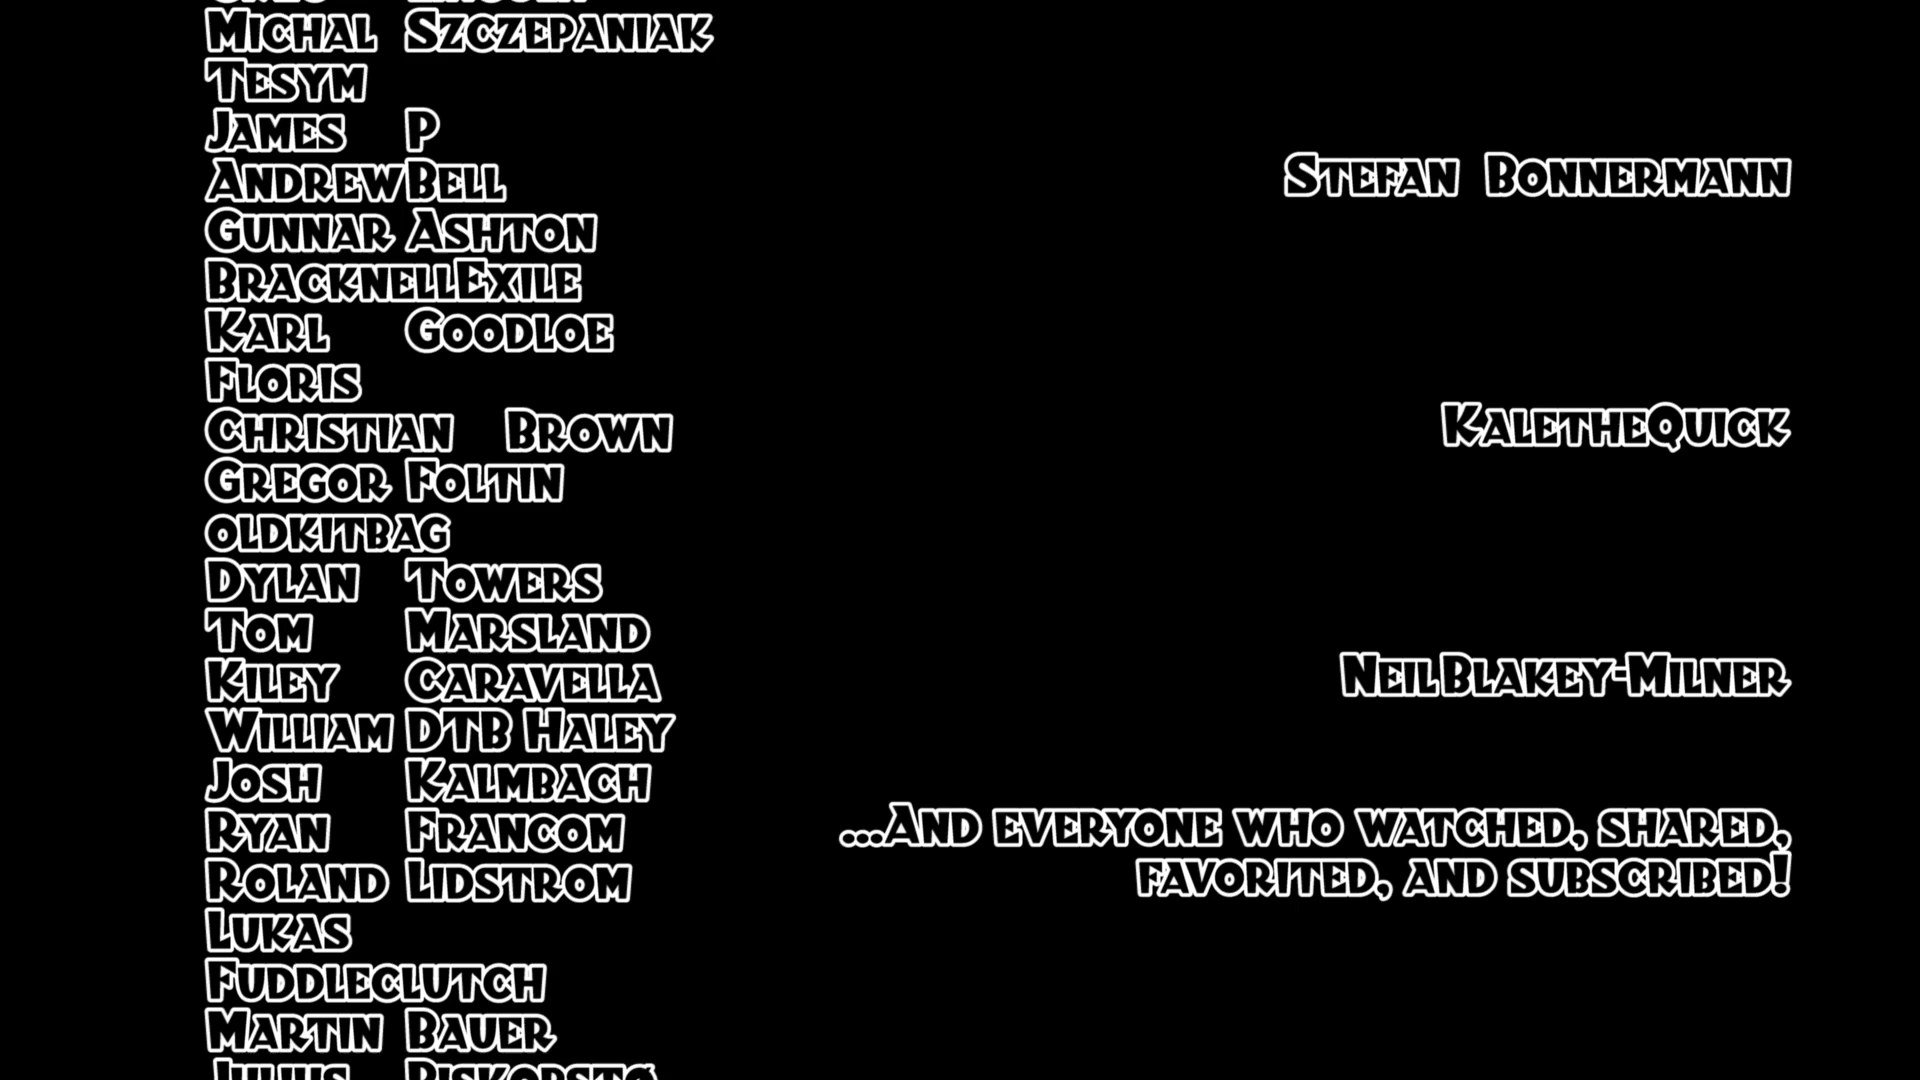 Michal Szczepaniak
Tesym
James P
AndrewBell
Gunnar Ashton
BracknellExile
Karl Goodloe
Floris
Christian Brown
Gregor Foltin
oldkitbag
Dylan Towers
Tom Marsland
Kiley Caravella
William DTB Haley
Josh Kalmbach
Ryan Francom
Roland Lidstrom
Lukas
Fuddleclutch
Martin Bauer
Julius
Stefan Bonnermann
KaletheQuick
NeilBlakey-Milner
...And everyone who watched, shared,
favorited, and subscribed!